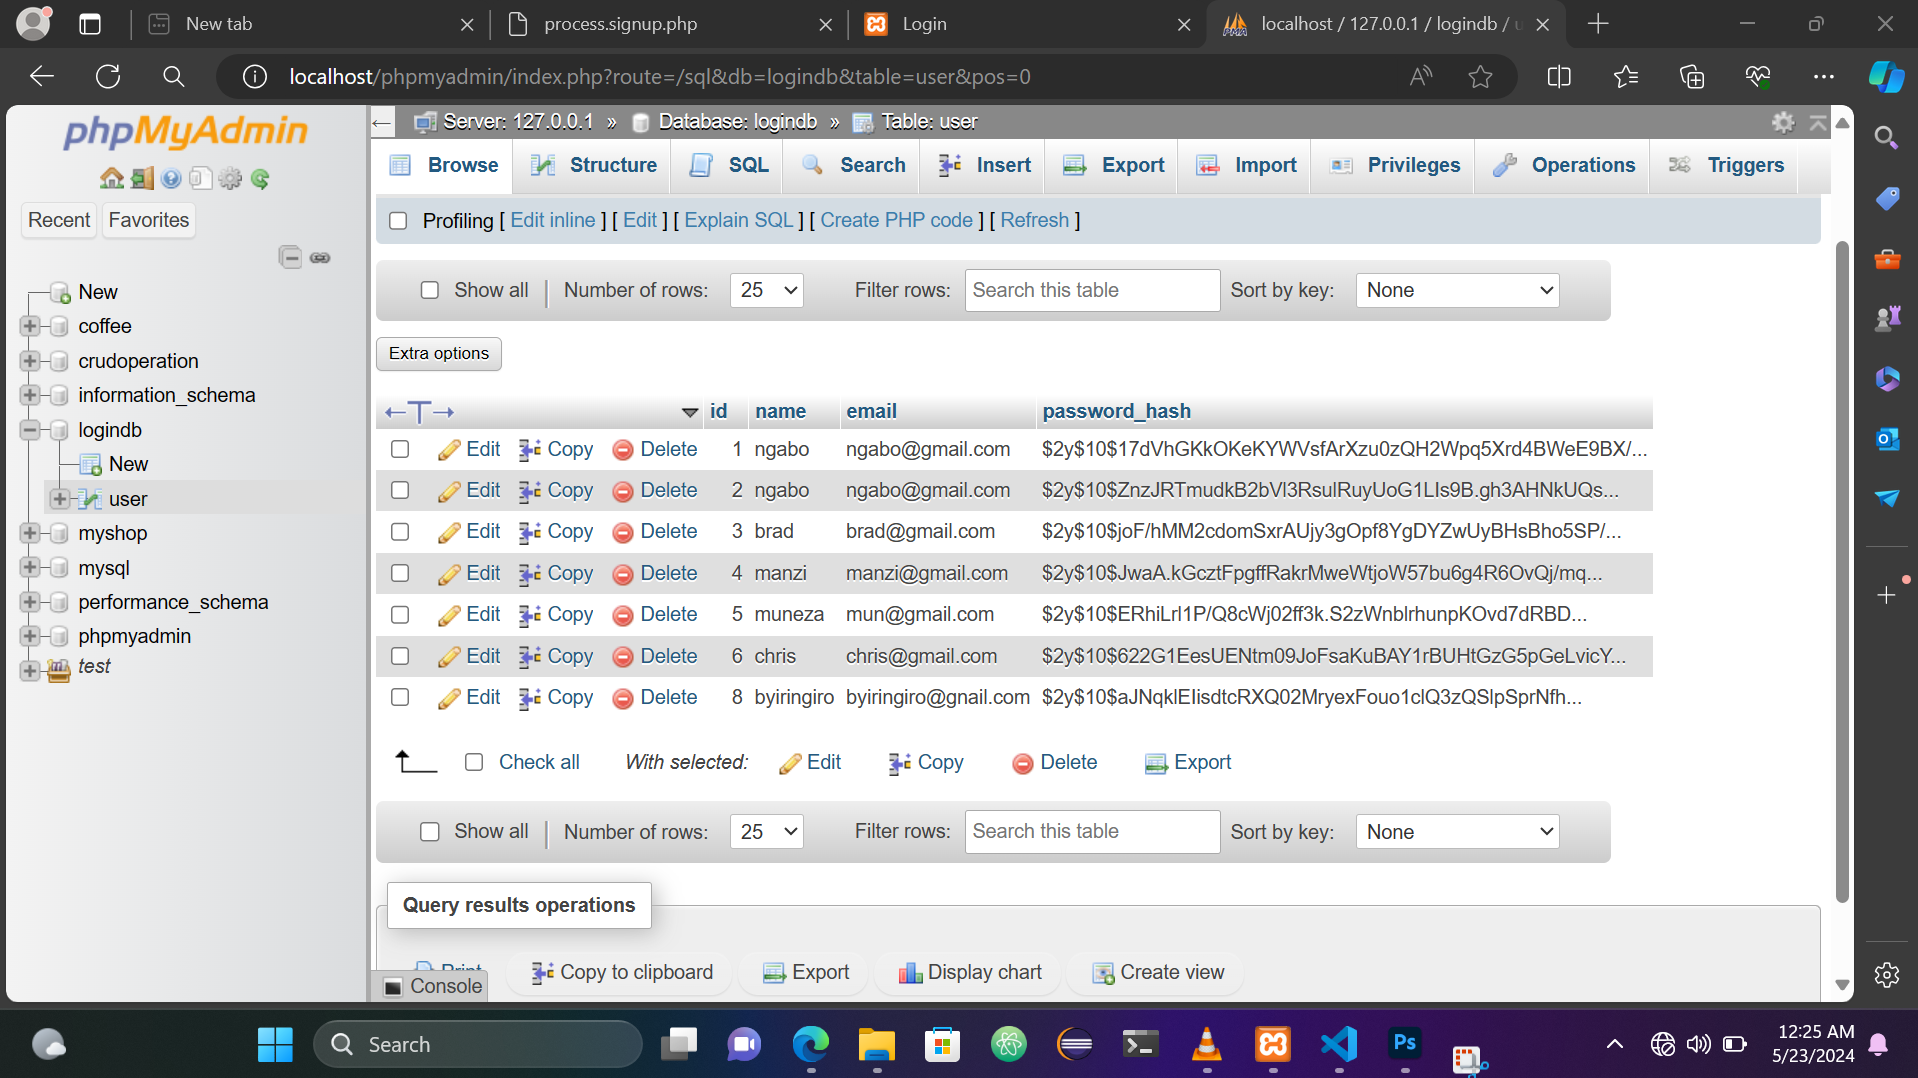 New tab
process.signup.php
Login
localhost / 127.0.0.1 / logindb / u
localhost/phpmyadmin/index.php?route=/sql&db=logindb&table=user&pos=0
phpMyAdmin
Recent Favorites
New
coffee
crudoperation
information_schema
logindb
New
user
myshop
mysql
performance_schema
phpmyadmin
test
Server: 127.0.0.1 » Database: logindb » Table: user
Browse Structure SQL Search Insert Export Import Privileges Operations Triggers
Profiling [ Edit inline ] [ Edit ] [ Explain SQL ] [ Create PHP code ] [ Refresh ]
Show all Number of rows: 25 Filter rows: Search this table Sort by key: None
Extra options
←T→ id name email password_hash
Edit Copy Delete 1 ngabo ngabo@gmail.com $2y$10$17dVhGKkOKeKYWVsfArXzu0zQH2Wpq5Xrd4BWeE9BX/...
Edit Copy Delete 2 ngabo ngabo@gmail.com $2y$10$ZnzJRTmudkB2bVl3RsulRuyUoG1LIs9B.gh3AHNkUQs...
Edit Copy Delete 3 brad brad@gmail.com $2y$10$joF/hMM2cdomSxrAUjy3gOpf8YgDYZwUyBHsBho5SP/...
Edit Copy Delete 4 manzi manzi@gmail.com $2y$10$JwaA.kGcztFpgffRakrMweWtjoW57bu6g4R6OvQj/mq...
Edit Copy Delete 5 muneza mun@gmail.com $2y$10$ERhiLrl1P/Q8cWj02ff3k.S2zWnblrhunpKOvd7dRBD...
Edit Copy Delete 6 chris chris@gmail.com $2y$10$622G1EesUENtm09JoFsaKuBAY1rBUHtGzG5pGeLvicY...
Edit Copy Delete 8 byiringiro byiringiro@gnail.com $2y$10$aJNqklEIisdtcRXQ02MryexFouo1clQ3zQSlpSprNfh...
Check all With selected: Edit Copy Delete Export
Show all Number of rows: 25 Filter rows: Search this table Sort by key: None
Query results operations
Print Copy to clipboard Export Display chart Create view
Console
Search
Ps
12:25 AM
5/23/2024